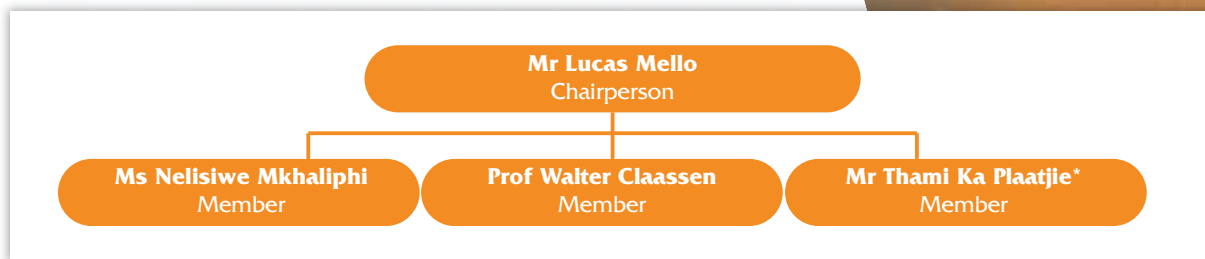 Mr Lucas Mello
Chairperson
Ms Nelisiwe Mkhaliphi
Member
Prof Walter Claassen
Member
Mr Thami Ka Plaatjie*
Member